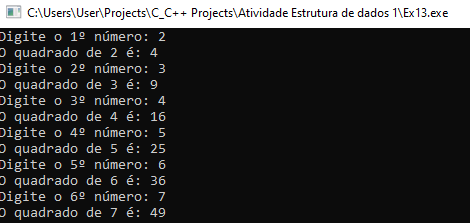 C:\Users\User\Projects\C_C++ Projects\Atividade Estrutura de dados 1\Ex13.exe
Digite o 1º número: 2
O quadrado de 2 é: 4
Digite o 2º número: 3
O quadrado de 3 é: 9
Digite o 3º número: 4
O quadrado de 4 é: 16
Digite o 4º número: 5
O quadrado de 5 é: 25
Digite o 5º número: 6
O quadrado de 6 é: 36
Digite o 6º número: 7
O quadrado de 7 é: 49